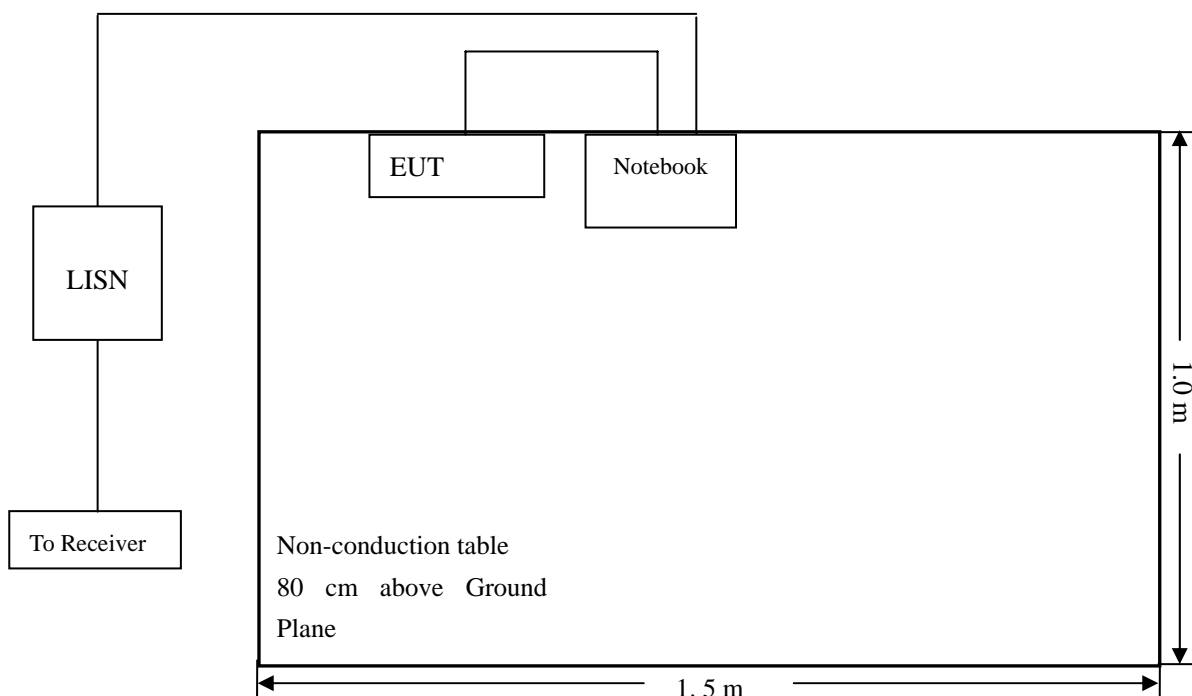 EUT
Notebook
LISN
1.0 m
To Receiver
Non-conduction table
80 cm above Ground
Plane
1. 5 m